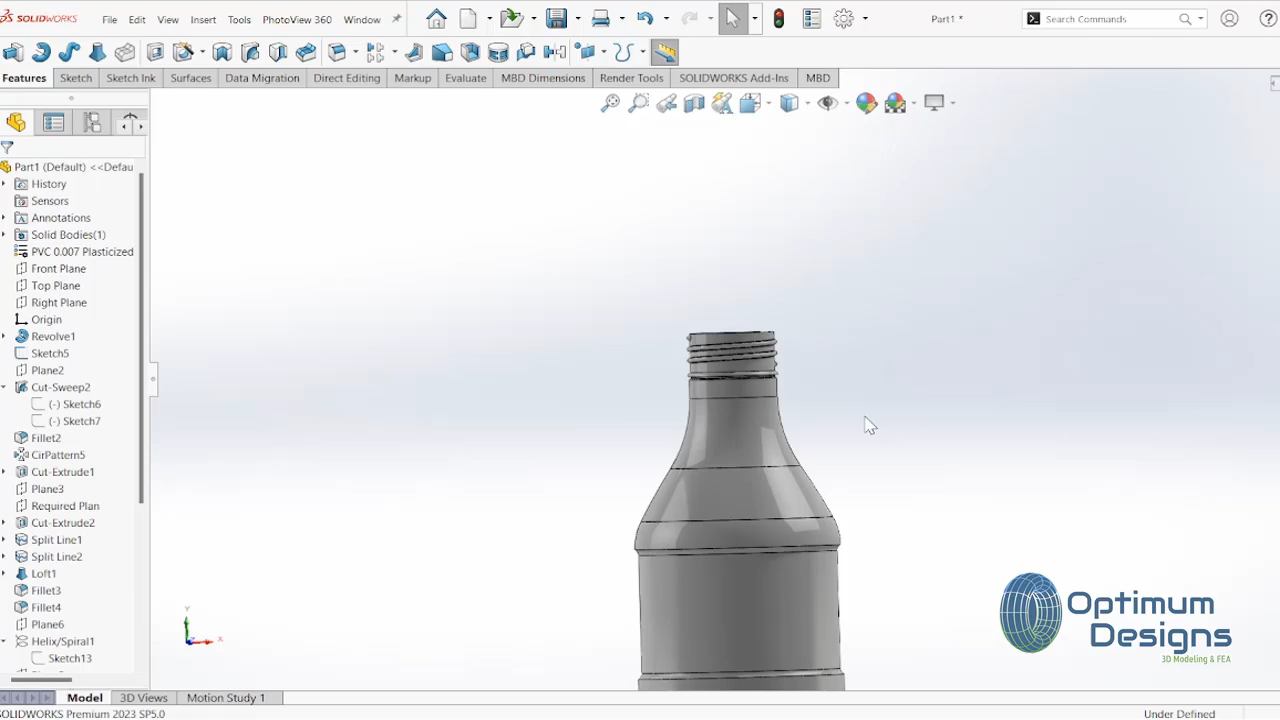 SOLIDWORKS
File Edit View Insert Tools PhotoView 360 Window
Part1 *
Search Commands
Features Sketch Sketch Ink Surfaces Data Migration Direct Editing Markup Evaluate MBD Dimensions Render Tools SOLIDWORKS Add-Ins MBD
Part1 (Default) <<Defau
History
Sensors
Annotations
Solid Bodies(1)
PVC 0.007 Plasticized
Front Plane
Top Plane
Right Plane
Origin
Revolve1
Sketch5
Plane2
Cut-Sweep2
(-) Sketch6
(-) Sketch7
Fillet2
CirPattern5
Cut-Extrude1
Plane3
Required Plan
Cut-Extrude2
Split Line1
Split Line2
Loft1
Fillet3
Fillet4
Plane6
Helix/Spiral1
Sketch13
Y
X
Optimum
Designs
3D Modeling & FEA
Model 3D Views Motion Study 1
SOLIDWORKS Premium 2023 SP5.0
Under Defined